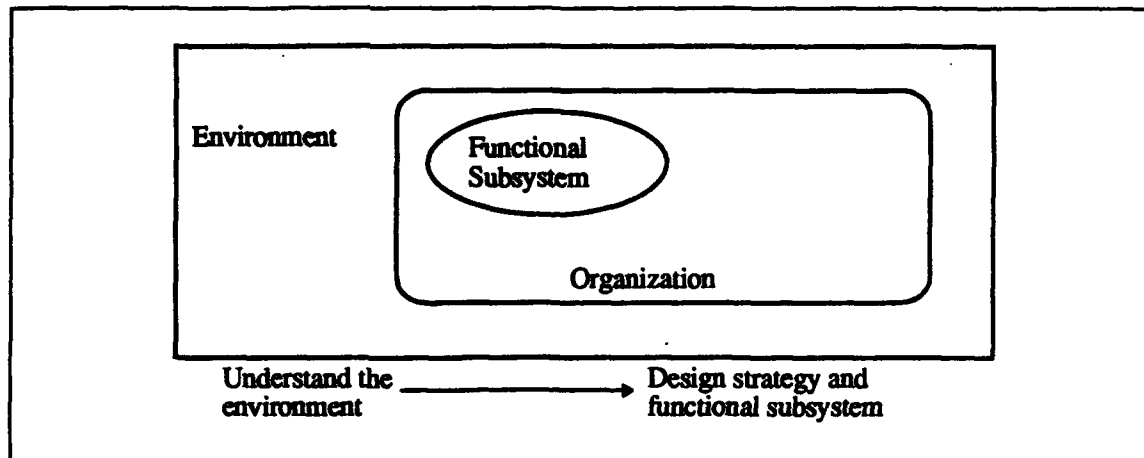 Environment
Functional
Subsystem
Organization
Understand the
environment
Design strategy and
functional subsystem